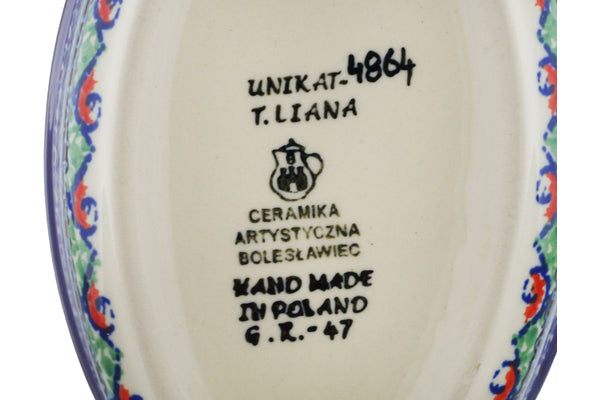 UNIKAT-4864
T. LIANA
CERAMIKA
ARTYSTYCZNA
BOLESŁAWIEC
HAND MADE
IN POLAND
G.R.-47